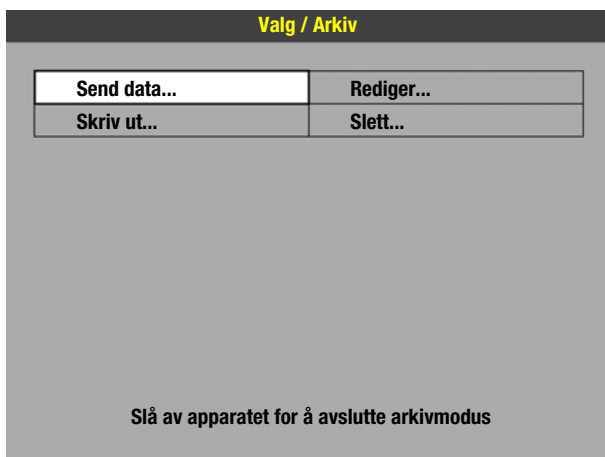 Valg / Arkiv
Send data... Rediger...
Skriv ut... Slett...
Slå av apparatet for å avslutte arkivmodus